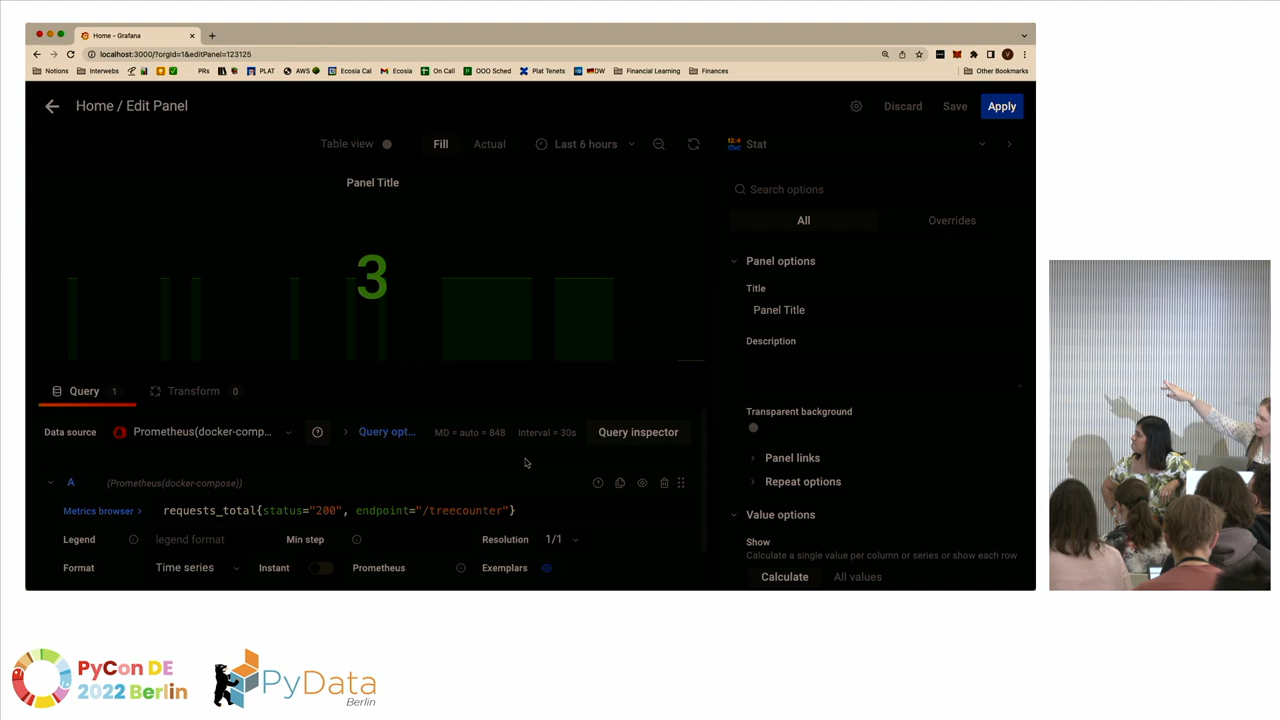 Home - Grafana
localhost:3000/?orgId=1&editPanel=123125
Notions Interwebs PRs PLAT AWS Ecosia Cal Ecosia On Call OOO Sched Plat Tenets DW Financial Learning Finances Other Bookmarks
Home / Edit Panel Discard Save Apply
Table view Fill Actual Last 6 hours 12.4 Stat
Panel Title
Search options
All Overrides
3
Panel options
Title
Panel Title
Description
Query 1 Transform 0
Transparent background
Data source Prometheus(docker-comp... Query opt... MD = auto = 848 Interval = 30s Query inspector
Panel links
Repeat options
A (Prometheus(docker-compose))
Metrics browser > requests_total{status="200", endpoint="/treecounter"}
Value options
Legend legend format Min step Resolution 1/1
Show
Calculate a single value per column or series or show each row
Format Time series Instant Prometheus Exemplars
Calculate All values
PyCon DE
2022 Berlin
PyData
Berlin